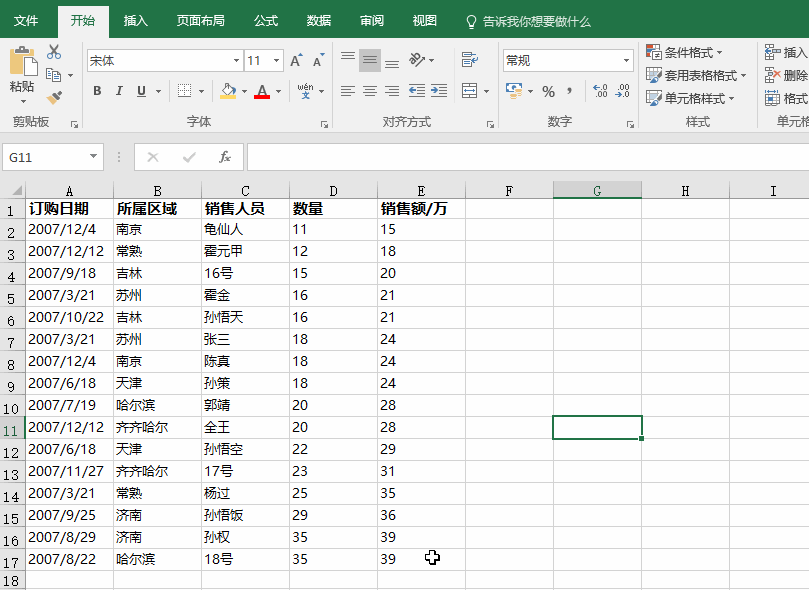 文件 开始 插入 页面布局 公式 数据 审阅 视图 告诉我你想要做什么
宋体 11 A A 常规 条件格式 插入
粘贴 B I U A wén 文 % , .00 .00 套用表格格式 删除
单元格样式 格式
剪贴板 字体 对齐方式 数字 样式 单元格
G11 fx
A B C D E F G H I
1 订购日期 所属区域 销售人员 数量 销售额/万
2 2007/12/4 南京 龟仙人 11 15
3 2007/12/12 常熟 霍元甲 12 18
4 2007/9/18 吉林 16号 15 20
5 2007/3/21 苏州 霍金 16 21
6 2007/10/22 吉林 孙悟天 16 21
7 2007/3/21 苏州 张三 18 24
8 2007/12/4 南京 陈真 18 24
9 2007/6/18 天津 孙策 18 24
10 2007/7/19 哈尔滨 郭靖 20 28
11 2007/12/12 齐齐哈尔 全王 20 28
12 2007/6/18 天津 孙悟空 22 29
13 2007/11/27 齐齐哈尔 17号 23 31
14 2007/3/21 常熟 杨过 25 35
15 2007/9/25 济南 孙悟饭 29 36
16 2007/8/29 济南 孙权 35 39
17 2007/8/22 哈尔滨 18号 35 39
18